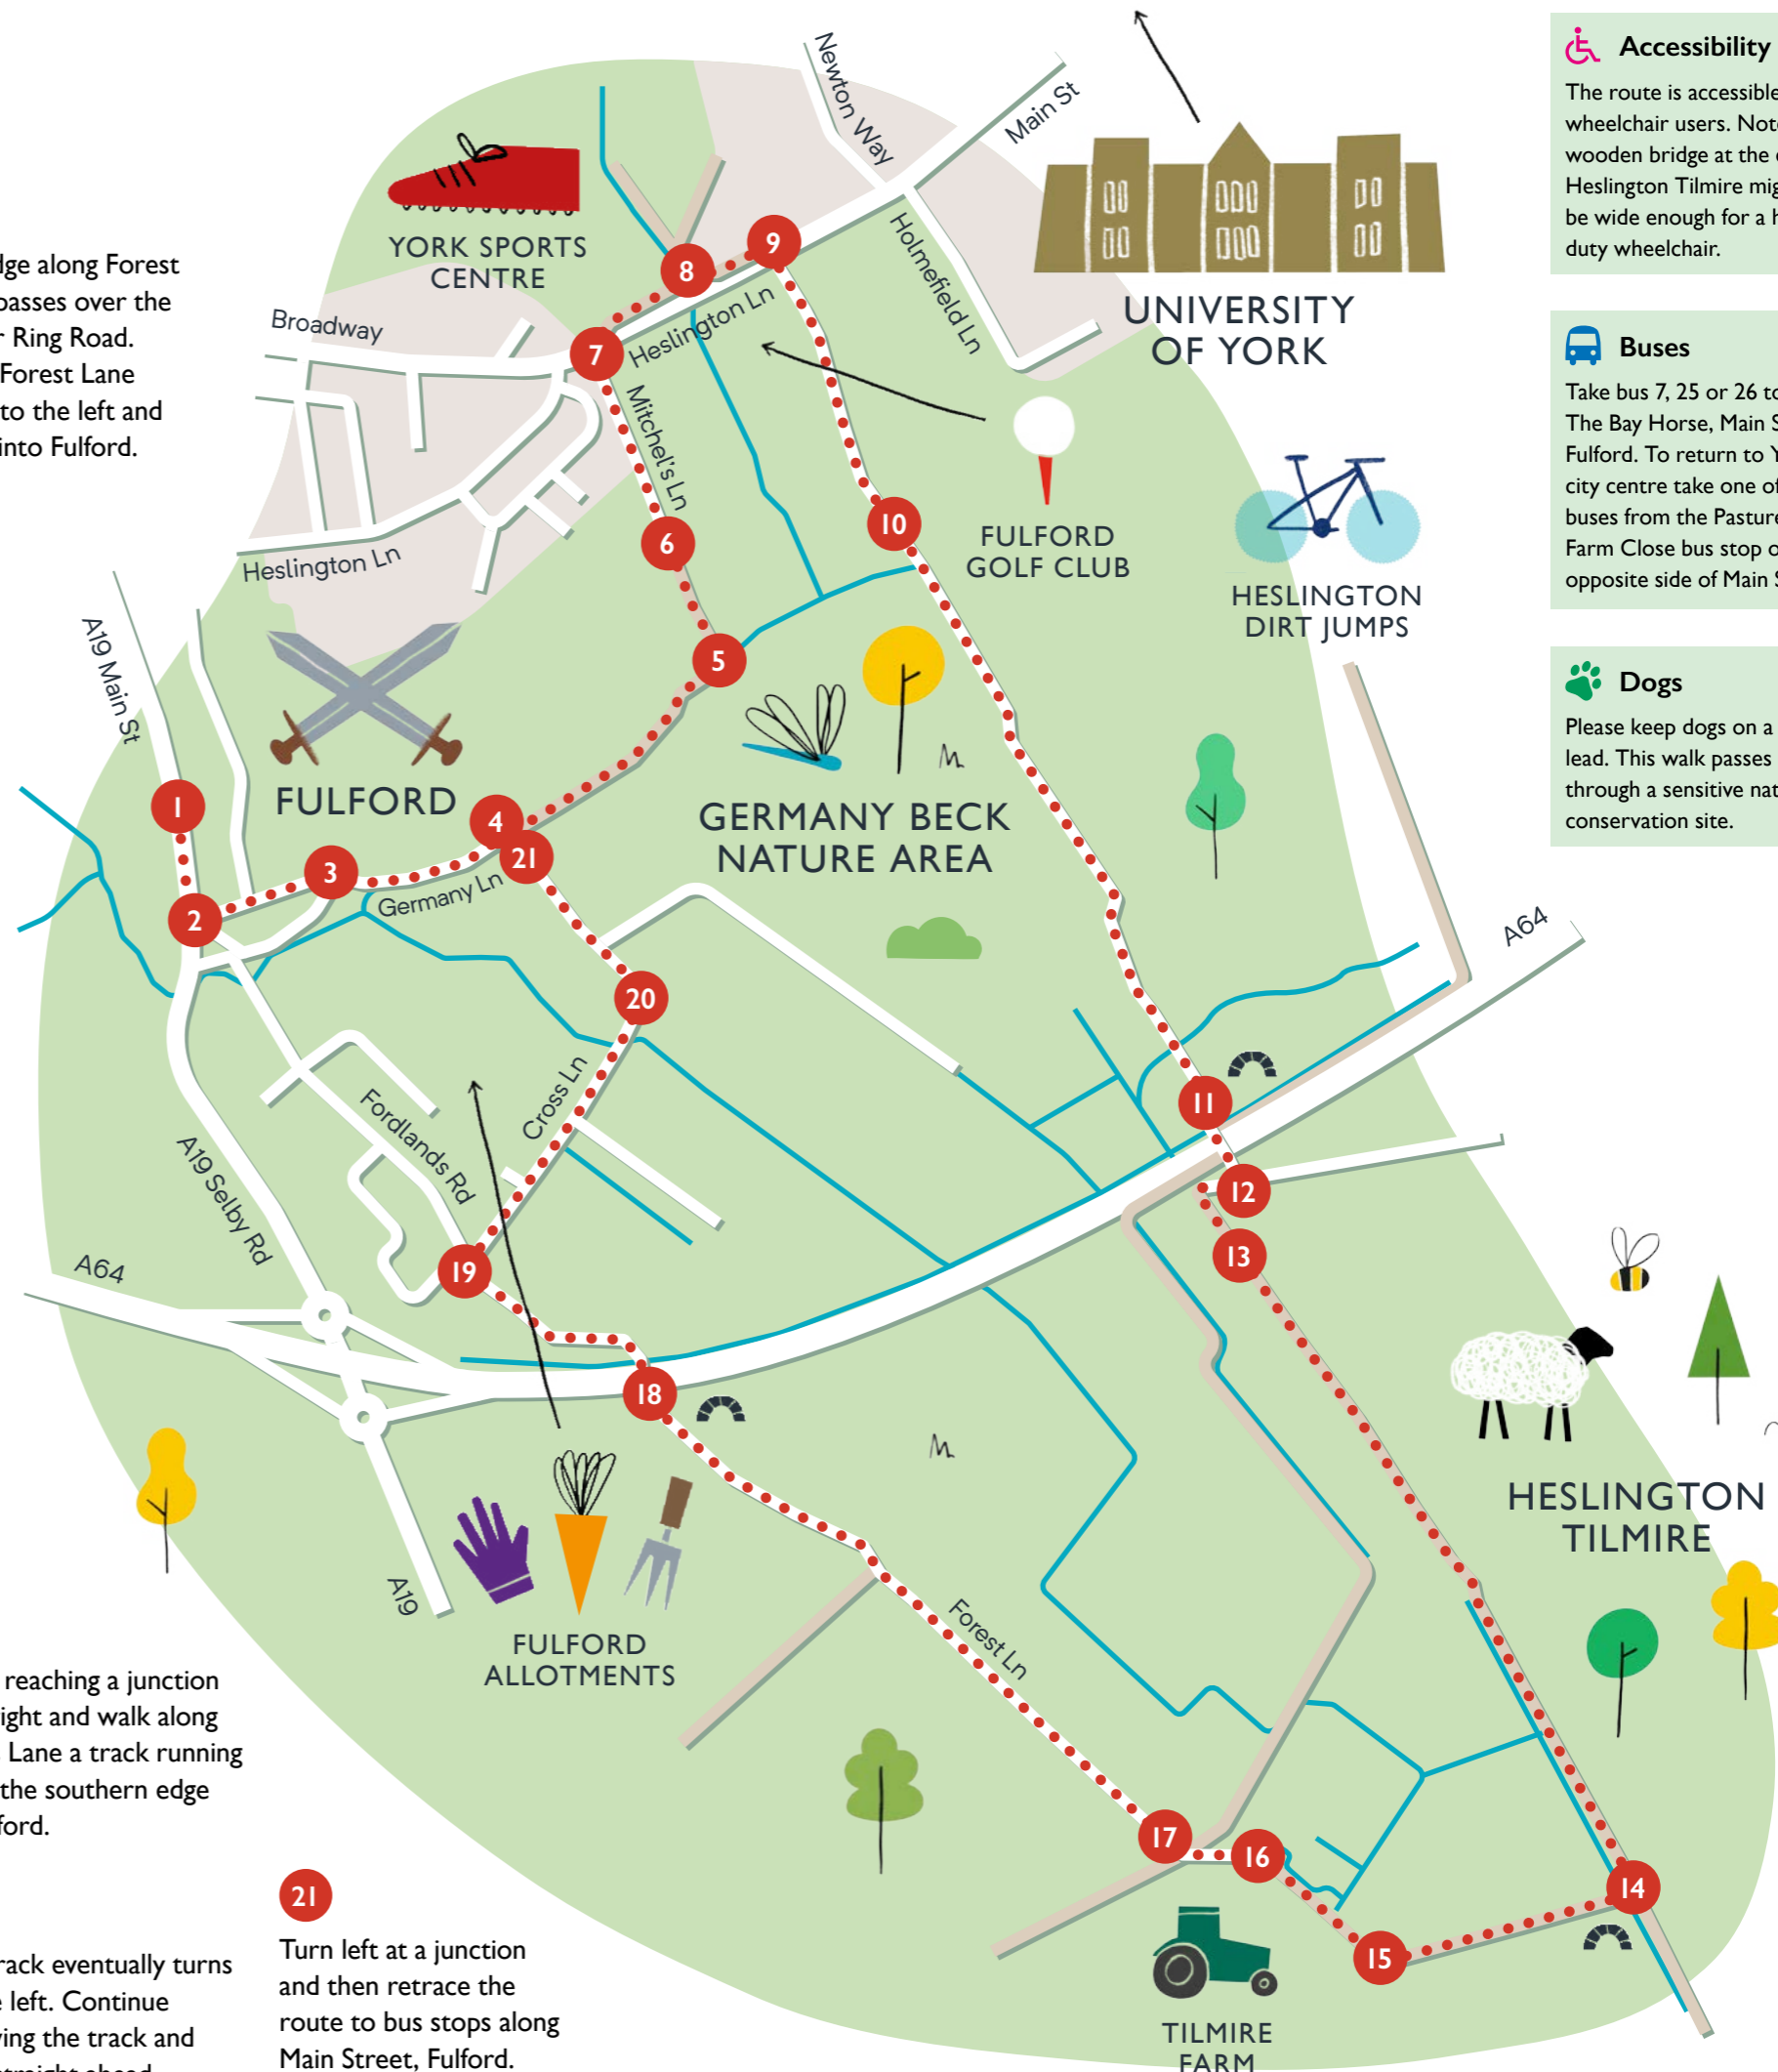 dge along Forest
passes over the
r Ring Road.
Forest Lane
to the left and
into Fulford.
reaching a junction
ight and walk along
Lane a track running
the southern edge
ford.
rack eventually turns
e left. Continue
ving the track and
21
Turn left at a junction
and then retrace the
route to bus stops along
Main Street, Fulford.
YORK SPORTS
CENTRE
Newton Way
Main St
Broadway
Heslington Ln
Holmefield Ln
UNIVERSITY
OF YORK
Mitchel's Ln
Heslington Ln
FULFORD
GOLF CLUB
HESLINGTON
DIRT JUMPS
A19 Main St
FULFORD
Germany Ln
GERMANY BECK
NATURE AREA
A64
Cross Ln
Fordlands Rd
A19 Selby Rd
A64
A19
FULFORD
ALLOTMENTS
Forest Ln
HESLINGTON
TILMIRE
TILMIRE
FARM
1
2
3
4
5
6
7
8
9
10
11
12
13
14
15
16
17
18
19
20
21
Accessibility
The route is accessible
wheelchair users. Note
wooden bridge at the
Heslington Tilmire mig
be wide enough for a h
duty wheelchair.
Buses
Take bus 7, 25 or 26 to
The Bay Horse, Main S
Fulford. To return to Y
city centre take one of
buses from the Pasture
Farm Close bus stop o
opposite side of Main S
Dogs
Please keep dogs on a
lead. This walk passes
through a sensitive nat
conservation site.